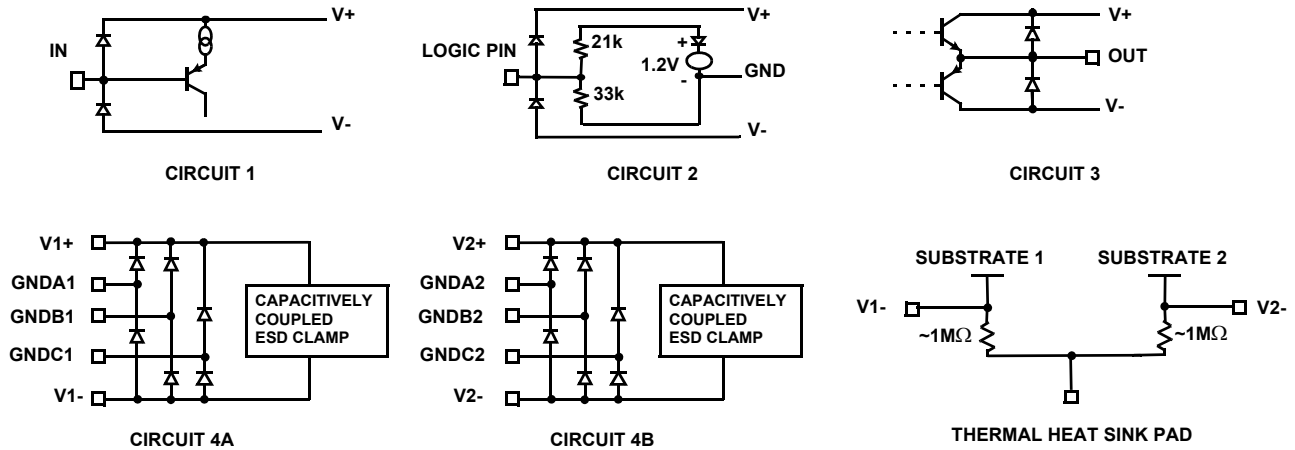 V+
IN
V-
CIRCUIT 1
V+
LOGIC PIN
21k
+
1.2V
-
GND
33k
V-
CIRCUIT 2
V+
OUT
V-
CIRCUIT 3
V1+
GNDA1
GNDB1
GNDC1
V1-
CAPACITIVELY
COUPLED
ESD CLAMP
CIRCUIT 4A
V2+
GNDA2
GNDB2
GNDC2
V2-
CAPACITIVELY
COUPLED
ESD CLAMP
CIRCUIT 4B
SUBSTRATE 1
SUBSTRATE 2
V1-
V2-
~1MΩ
~1MΩ
THERMAL HEAT SINK PAD